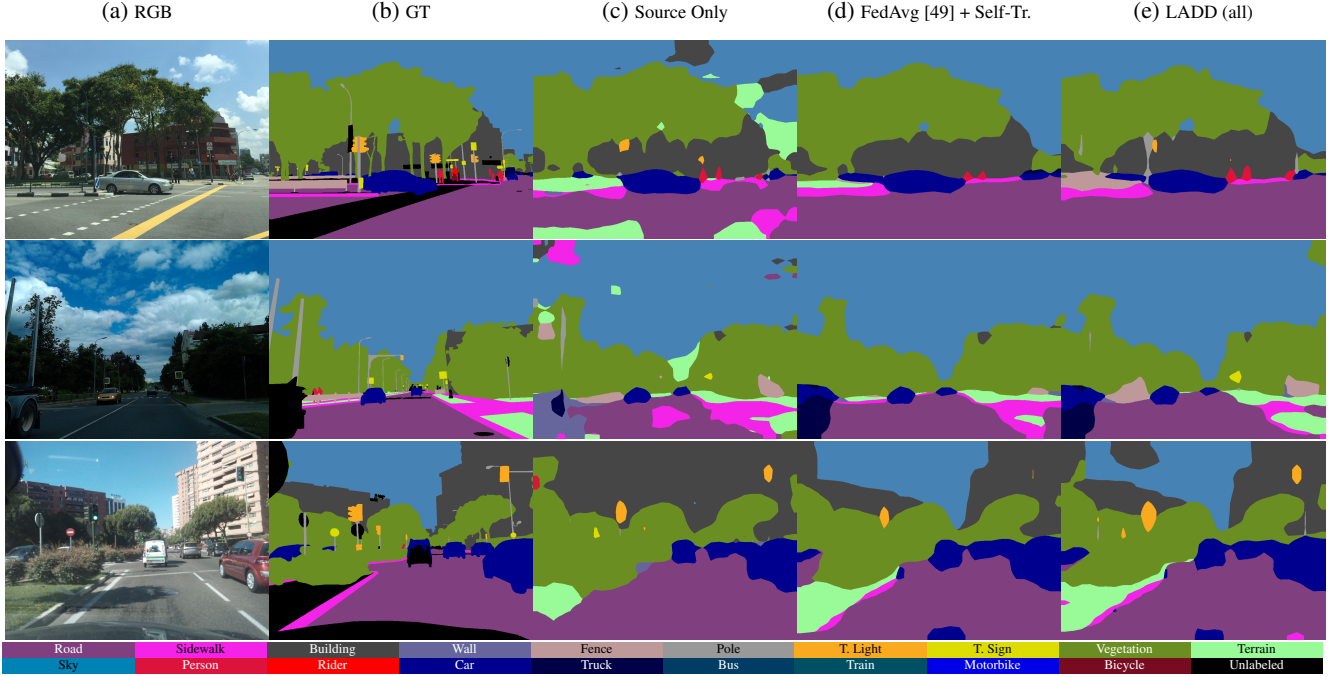 (a) RGB (b) GT (c) Source Only (d) FedAvg [49] + Self-Tr. (e) LADD (all)
Road Sidewalk Building Wall Fence Pole T. Light T. Sign Vegetation Terrain
Sky Person Rider Car Truck Bus Train Motorbike Bicycle Unlabeled